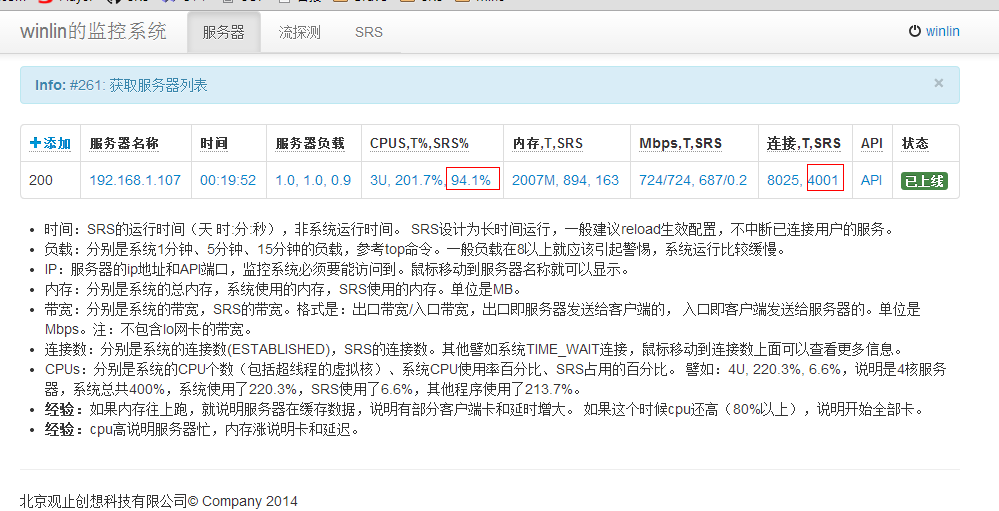 winlin的监控系统 服务器 流探测 SRS winlin
Info: #261: 获取服务器列表 ×
添加 服务器名称 时间 服务器负载 CPUS,T%,SRS% 内存,T,SRS Mbps,T,SRS 连接,T,SRS API 状态
200 192.168.1.107 00:19:52 1.0, 1.0, 0.9 3U, 201.7%, 94.1% 2007M, 894, 163 724/724, 687/0.2 8025, 4001 API 已上线
时间：SRS的运行时间（天 时:分:秒），非系统运行时间。 SRS设计为长时间运行，一般建议reload生效配置，不中断已连接用户的服务。
负载：分别是系统1分钟、5分钟、15分钟的负载，参考top命令。一般负载在8以上就应该引起警惕，系统运行比较缓慢。
IP：服务器的ip地址和API端口，监控系统必须要能访问到。鼠标移动到服务器名称就可以显示。
内存：分别是系统的总内存，系统使用的内存，SRS使用的内存。单位是MB。
带宽：分别是系统的带宽，SRS的带宽。格式是：出口带宽/入口带宽，出口即服务器发送给客户端的， 入口即客户端发送给服务器的。单位是
Mbps。注：不包含lo网卡的带宽。
连接数：分别是系统的连接数(ESTABLISHED)，SRS的连接数。其他譬如系统TIME_WAIT连接，鼠标移动到连接数上面可以查看更多信息。
CPUs：分别是系统的CPU个数（包括超线程的虚拟核）、系统CPU使用率百分比、SRS占用的百分比。 譬如：4U, 220.3%, 6.6%，说明是4核服务
器，系统总共400%，系统使用了220.3%，SRS使用了6.6%，其他程序使用了213.7%。
经验：如果内存往上跑，就说明服务器在缓存数据，说明有部分客户端卡和延时增大。 如果这个时候cpu还高（80%以上），说明开始全部卡。
经验：cpu高说明服务器忙，内存涨说明卡和延迟。
北京观止创想科技有限公司© Company 2014